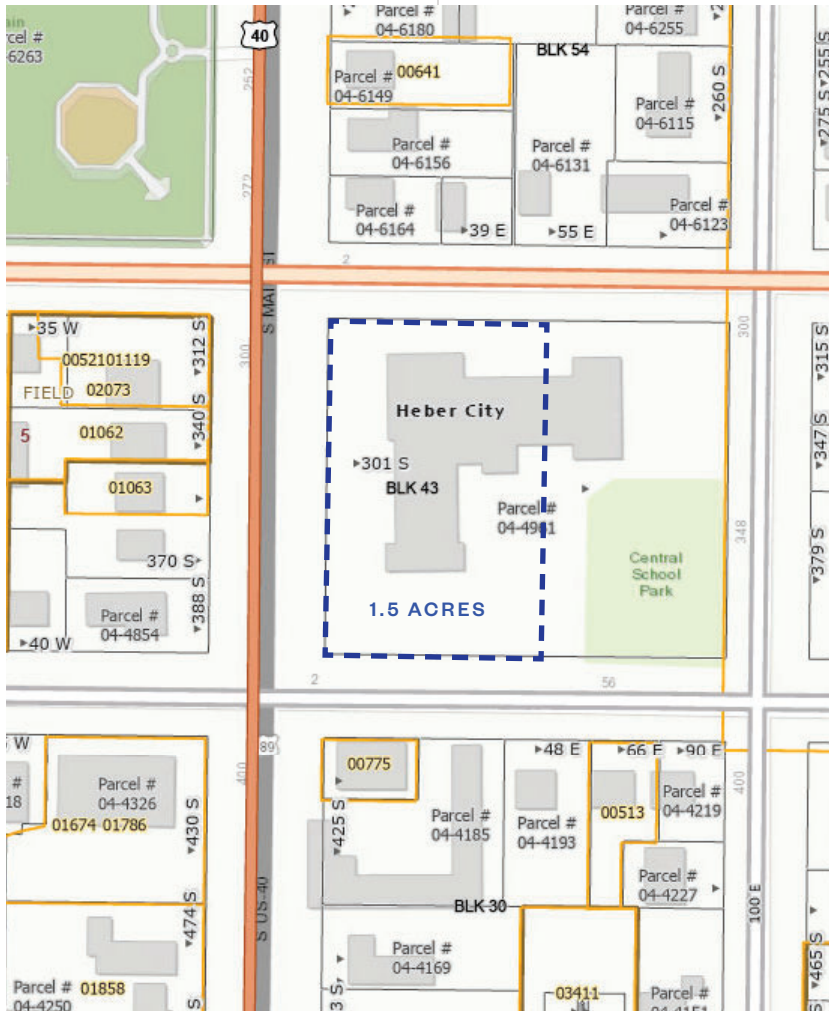 40
252
272
ain
rcel #
-6263
Parcel #
04-6180
Parcel #
04-6255
BLK 54
260 S
275 S
255 S
Parcel #
04-6149
00641
Parcel #
04-6156
Parcel #
04-6131
Parcel #
04-6115
Parcel #
04-6164
39 E
55 E
Parcel #
04-6123
2
300
300
35 W
0052101119
312 S
FIELD
02073
340 S
5
01062
01063
370 S
388 S
Parcel #
04-4854
40 W
Heber City
301 S
BLK 43
Parcel #
04-4961
1.5 ACRES
Central
School
Park
348
315 S
347 S
379 S
2
56
W
89
400
400
#
18
Parcel #
04-4326
430 S
01674 01786
474 S
S US-40
01858
Parcel #
04-4250
S
00775
425 S
Parcel #
04-4185
48 E
66 E
90 E
Parcel #
04-4193
00513
Parcel #
04-4219
Parcel #
04-4227
BLK 30
100 E
Parcel #
04-4169
3 S
03411
Parcel #
04-4151
465 S
S